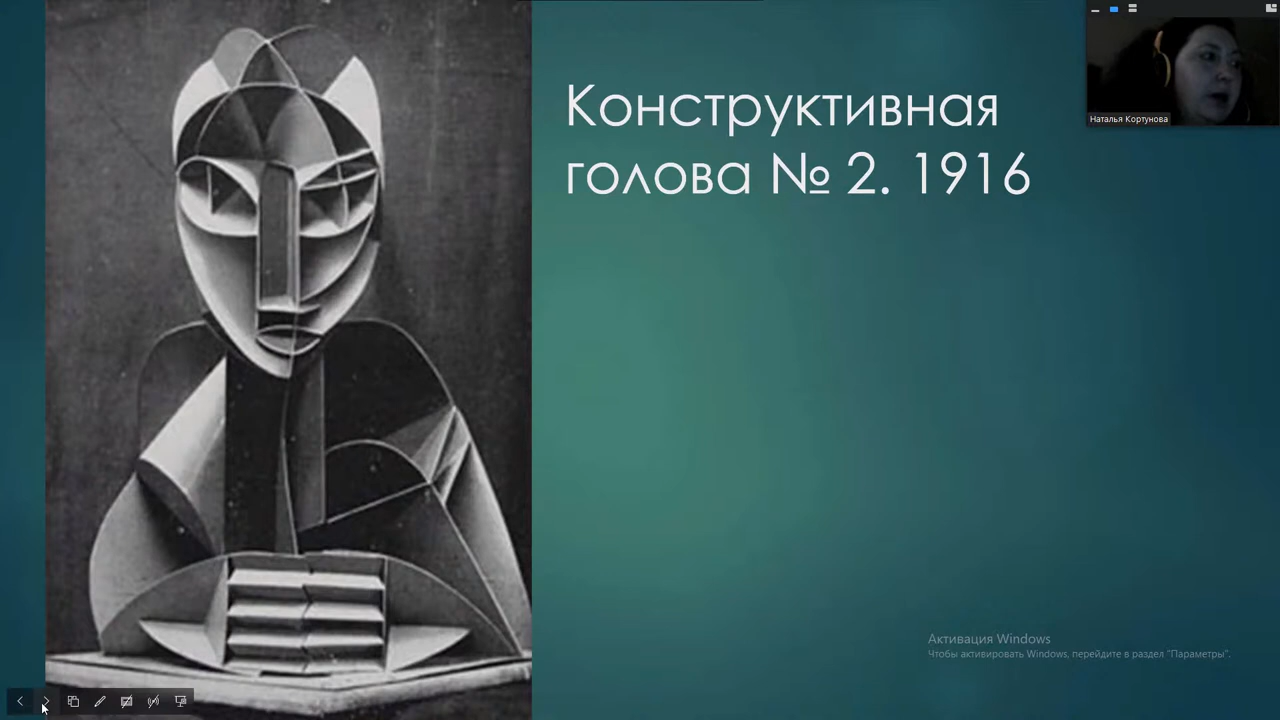 Конструктивная
голова № 2. 1916
Наталья Кортунова
Активация Windows
Чтобы активировать Windows, перейдите в раздел "Параметры".